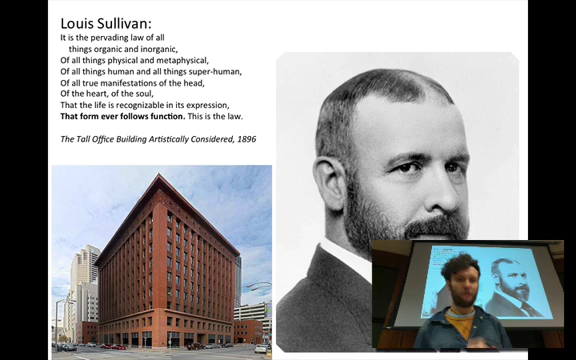 Louis Sullivan:
It is the pervading law of all
things organic and inorganic,
Of all things physical and metaphysical,
Of all things human and all things super-human,
Of all true manifestations of the head,
Of the heart, of the soul,
That the life is recognizable in its expression,
That form ever follows function. This is the law.
The Tall Office Building Artistically Considered, 1896